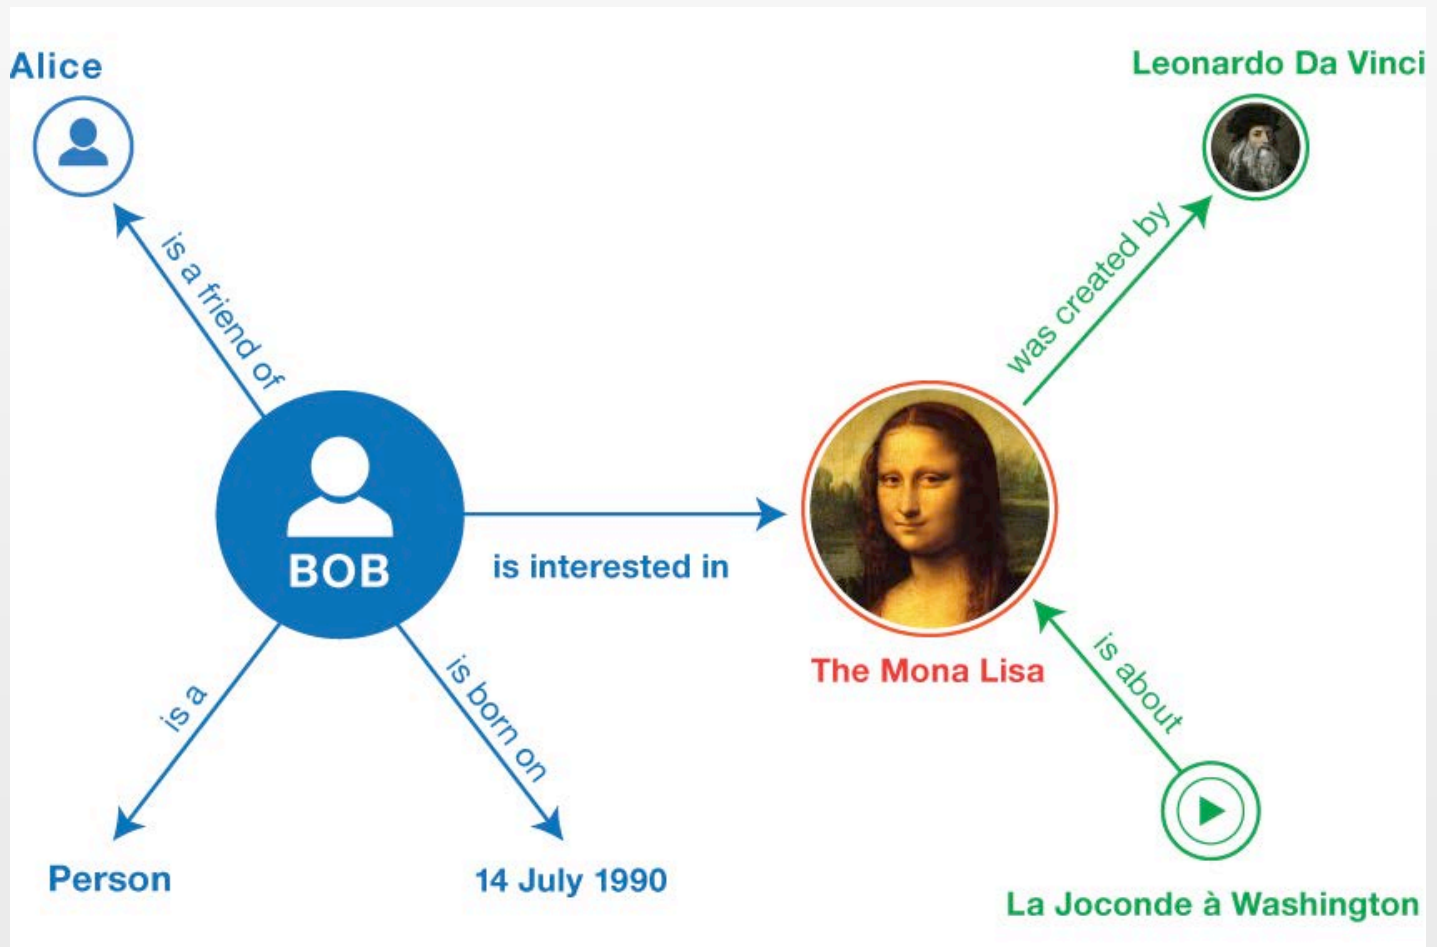 Alice
Leonardo Da Vinci
is a friend of
was created by
BOB
is interested in
The Mona Lisa
is a
is born on
is about
Person
14 July 1990
La Joconde à Washington